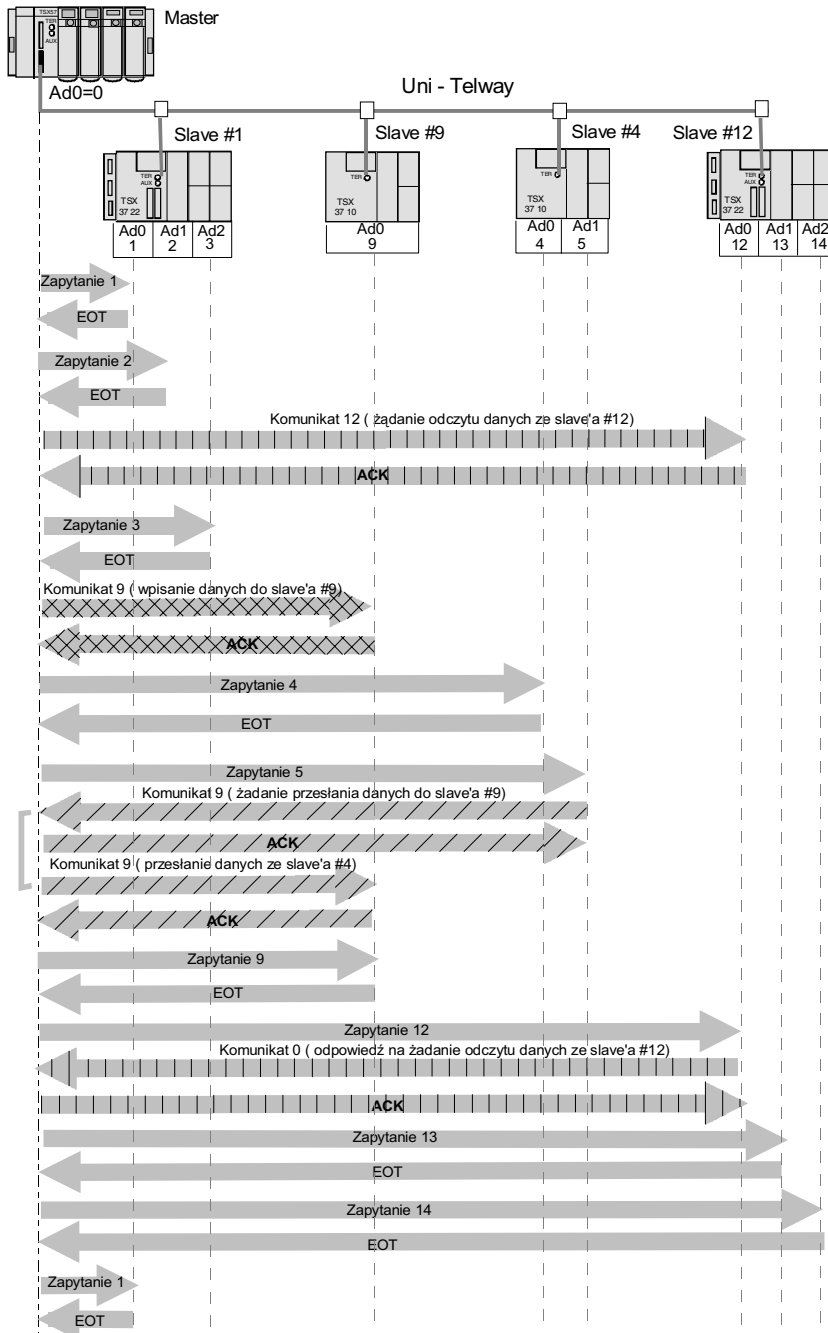 TSX57
TER
AUX
Master
Ad0=0
Uni - Telway
Slave #1
Slave #9
Slave #4
Slave #12
TER
AUX
TSX
37 22
TER
TSX
37 10
TER
TSX
37 10
TER
AUX
TSX
37 22
Ad0 Ad1 Ad2
1 2 3
Ad0
9
Ad0 Ad1
4 5
Ad0 Ad1 Ad2
12 13 14
Zapytanie 1
EOT
Zapytanie 2
EOT
Komunikat 12 ( żądanie odczytu danych ze slave'a #12)
ACK
Zapytanie 3
EOT
Komunikat 9 ( wpisanie danych do slave'a #9)
ACK
Zapytanie 4
EOT
Zapytanie 5
Komunikat 9 ( żadanie przesłania danych do slave'a #9)
ACK
Komunikat 9 ( przesłanie danych ze slave'a #4)
ACK
Zapytanie 9
EOT
Zapytanie 12
Komunikat 0 ( odpowiedź na żadanie odczytu danych ze slave'a #12)
ACK
Zapytanie 13
EOT
Zapytanie 14
EOT
Zapytanie 1
EOT